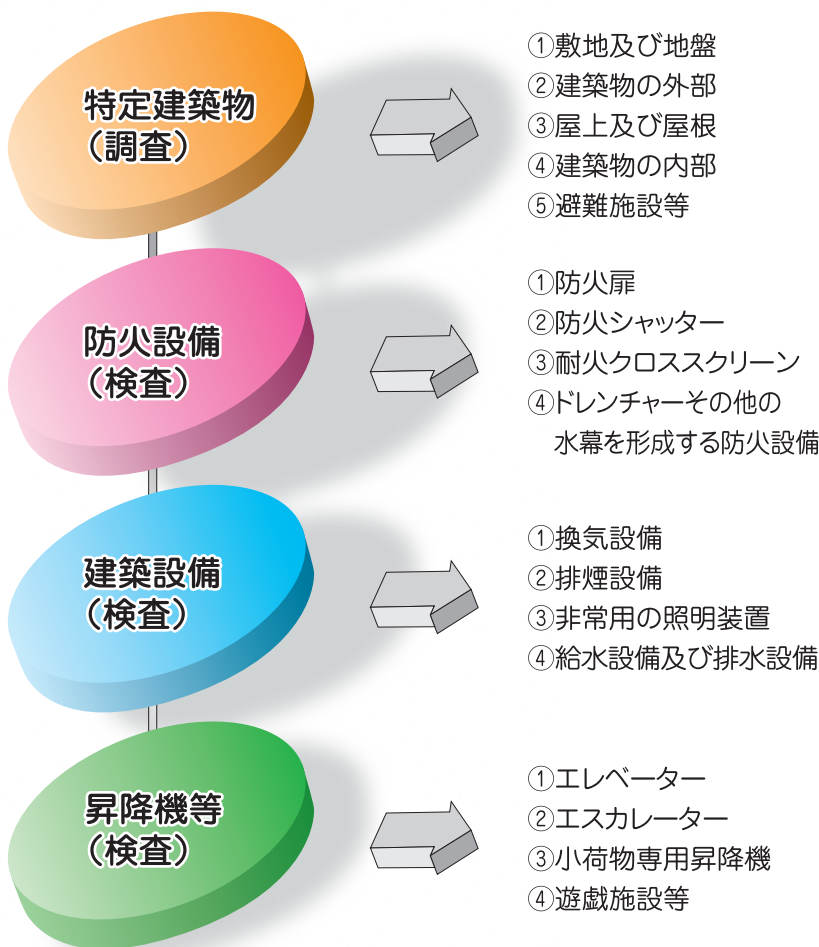 特定建築物
（調査）
①敷地及び地盤
②建築物の外部
③屋上及び屋根
④建築物の内部
⑤避難施設等
防火設備
（検査）
①防火扉
②防火シャッター
③耐火クロススクリーン
④ドレンチャーその他の
水幕を形成する防火設備
建築設備
（検査）
①換気設備
②排煙設備
③非常用の照明装置
④給水設備及び排水設備
昇降機等
（検査）
①エレベーター
②エスカレーター
③小荷物専用昇降機
④遊戯施設等